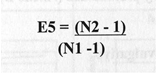 E5 = (N2 - 1)
(N1 -1)